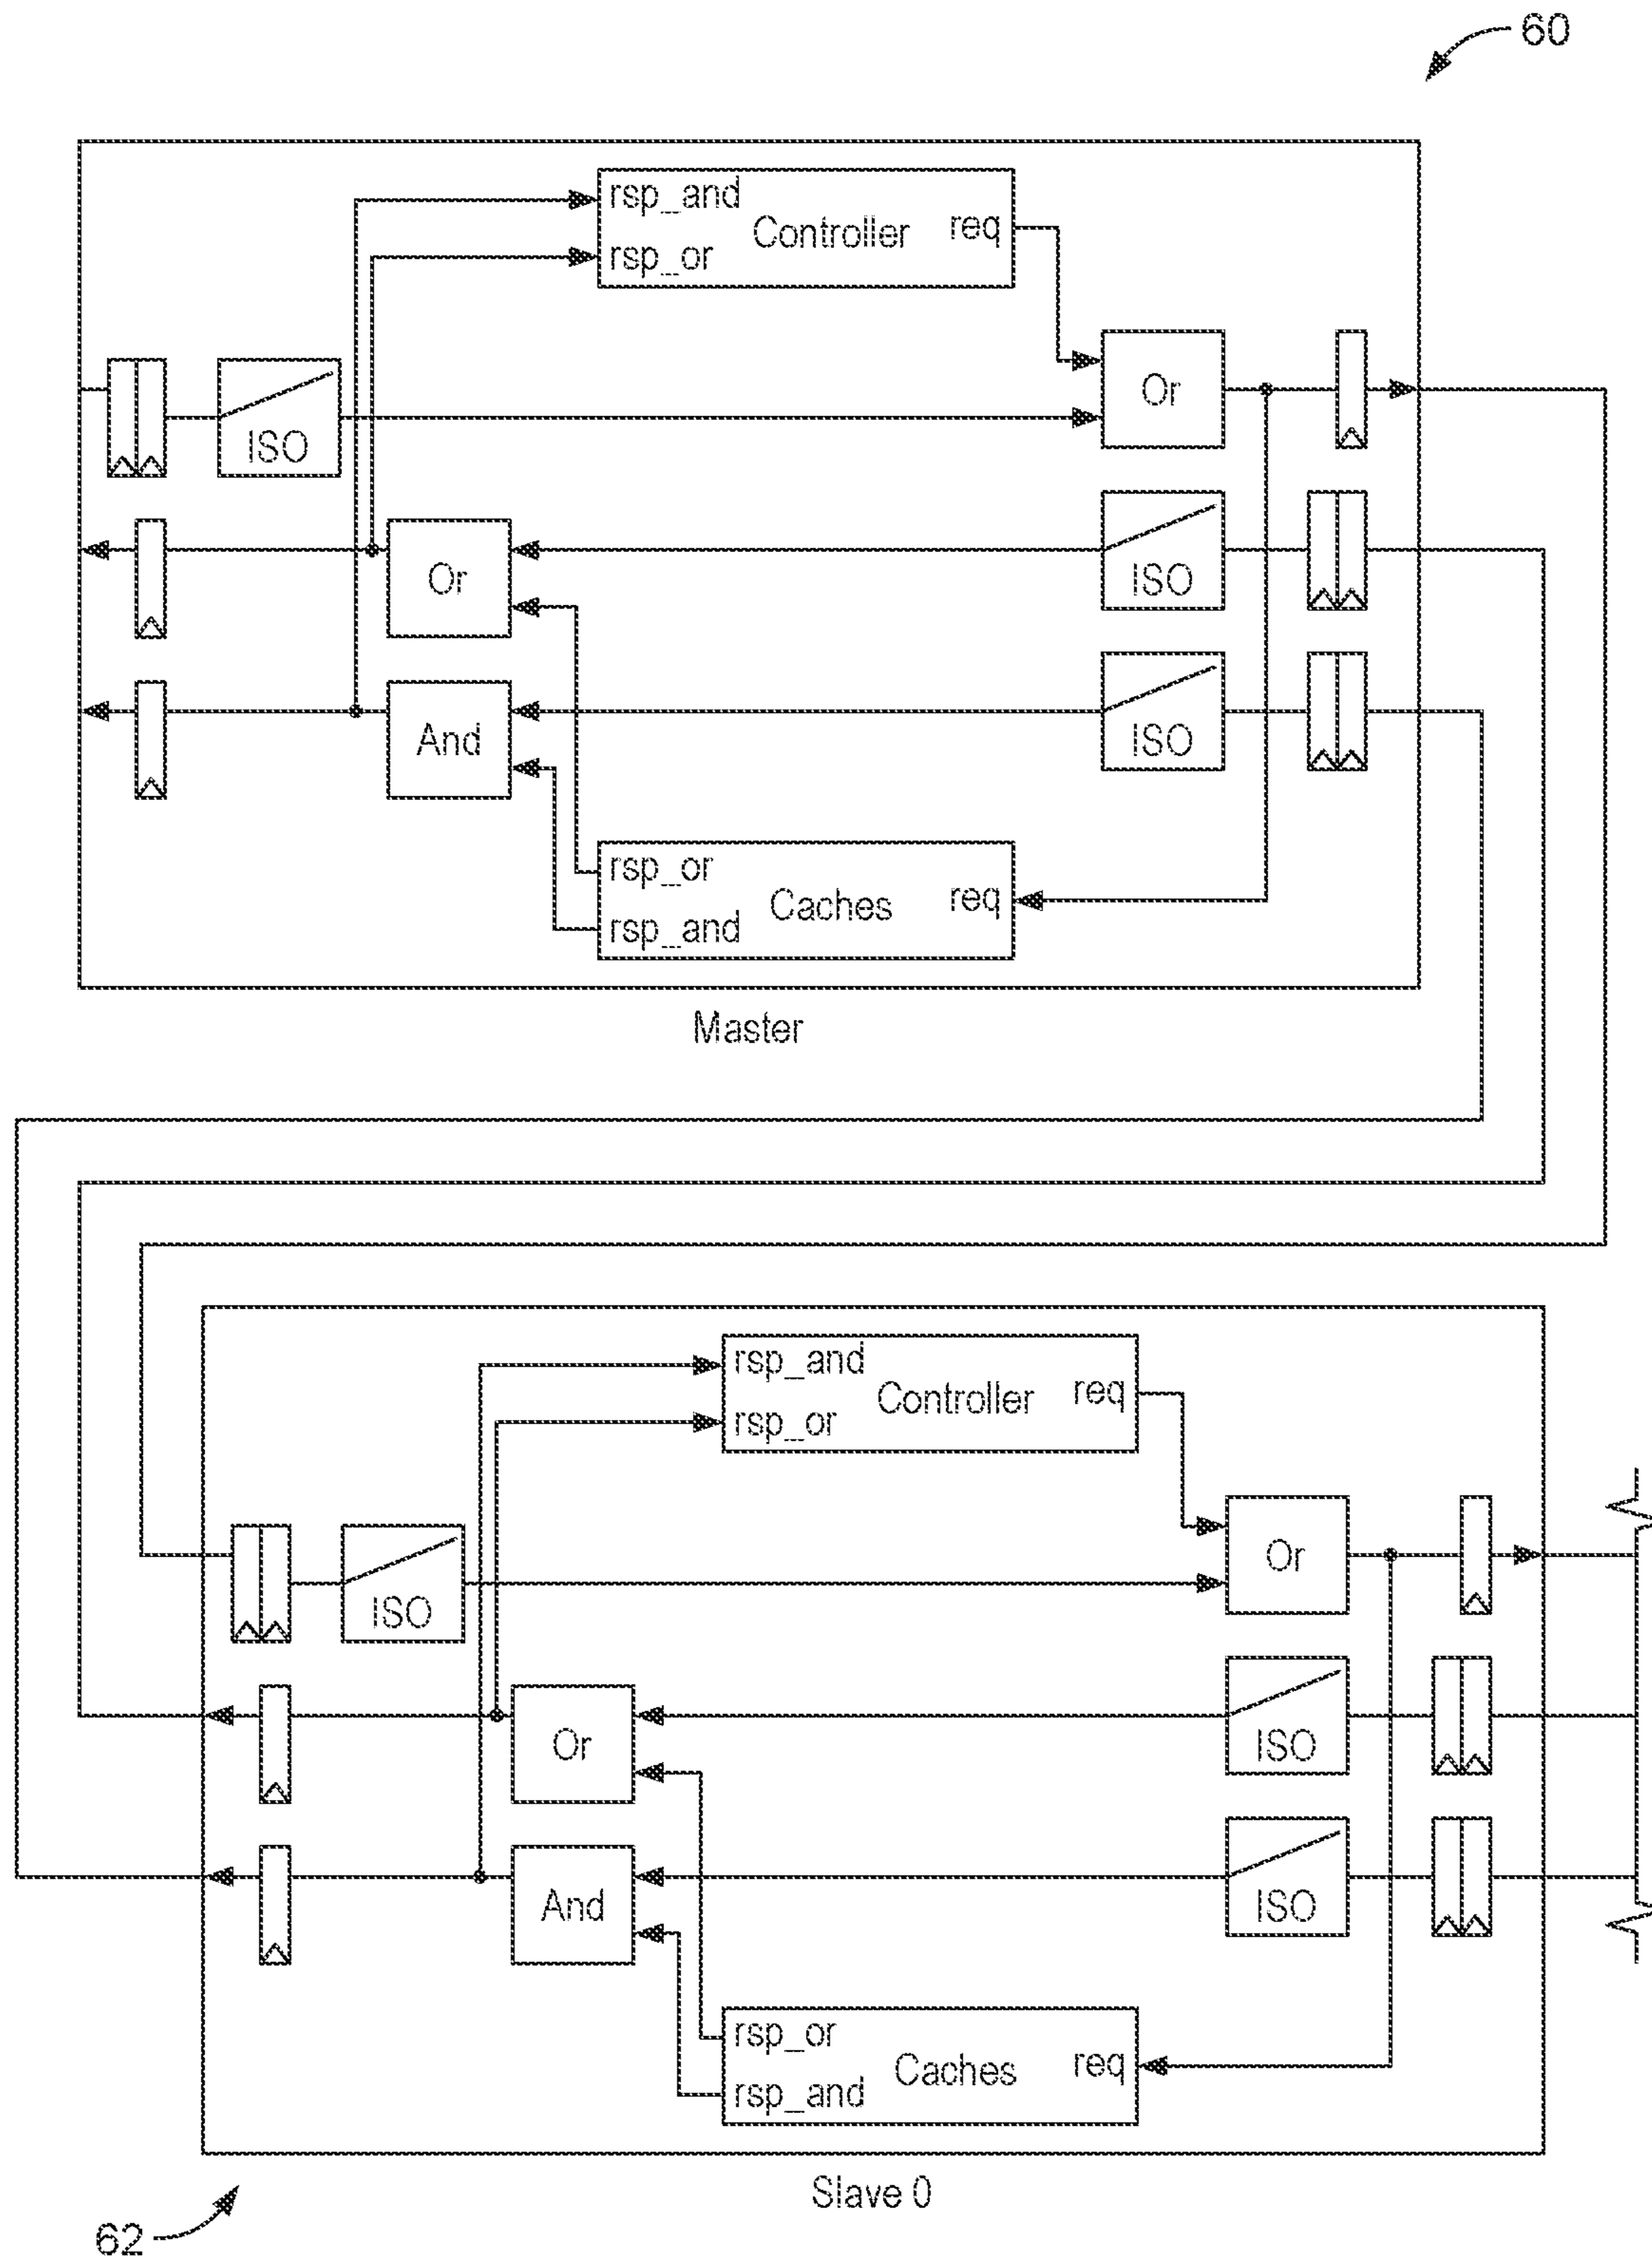 60
rsp_and
Controller
req
rsp_or
Or
ISO
Or
ISO
And
ISO
rsp_or
Caches
req
rsp_and
Master
rsp_and
Controller
req
rsp_or
Or
ISO
Or
ISO
And
ISO
rsp_or
Caches
req
rsp_and
Slave 0
62